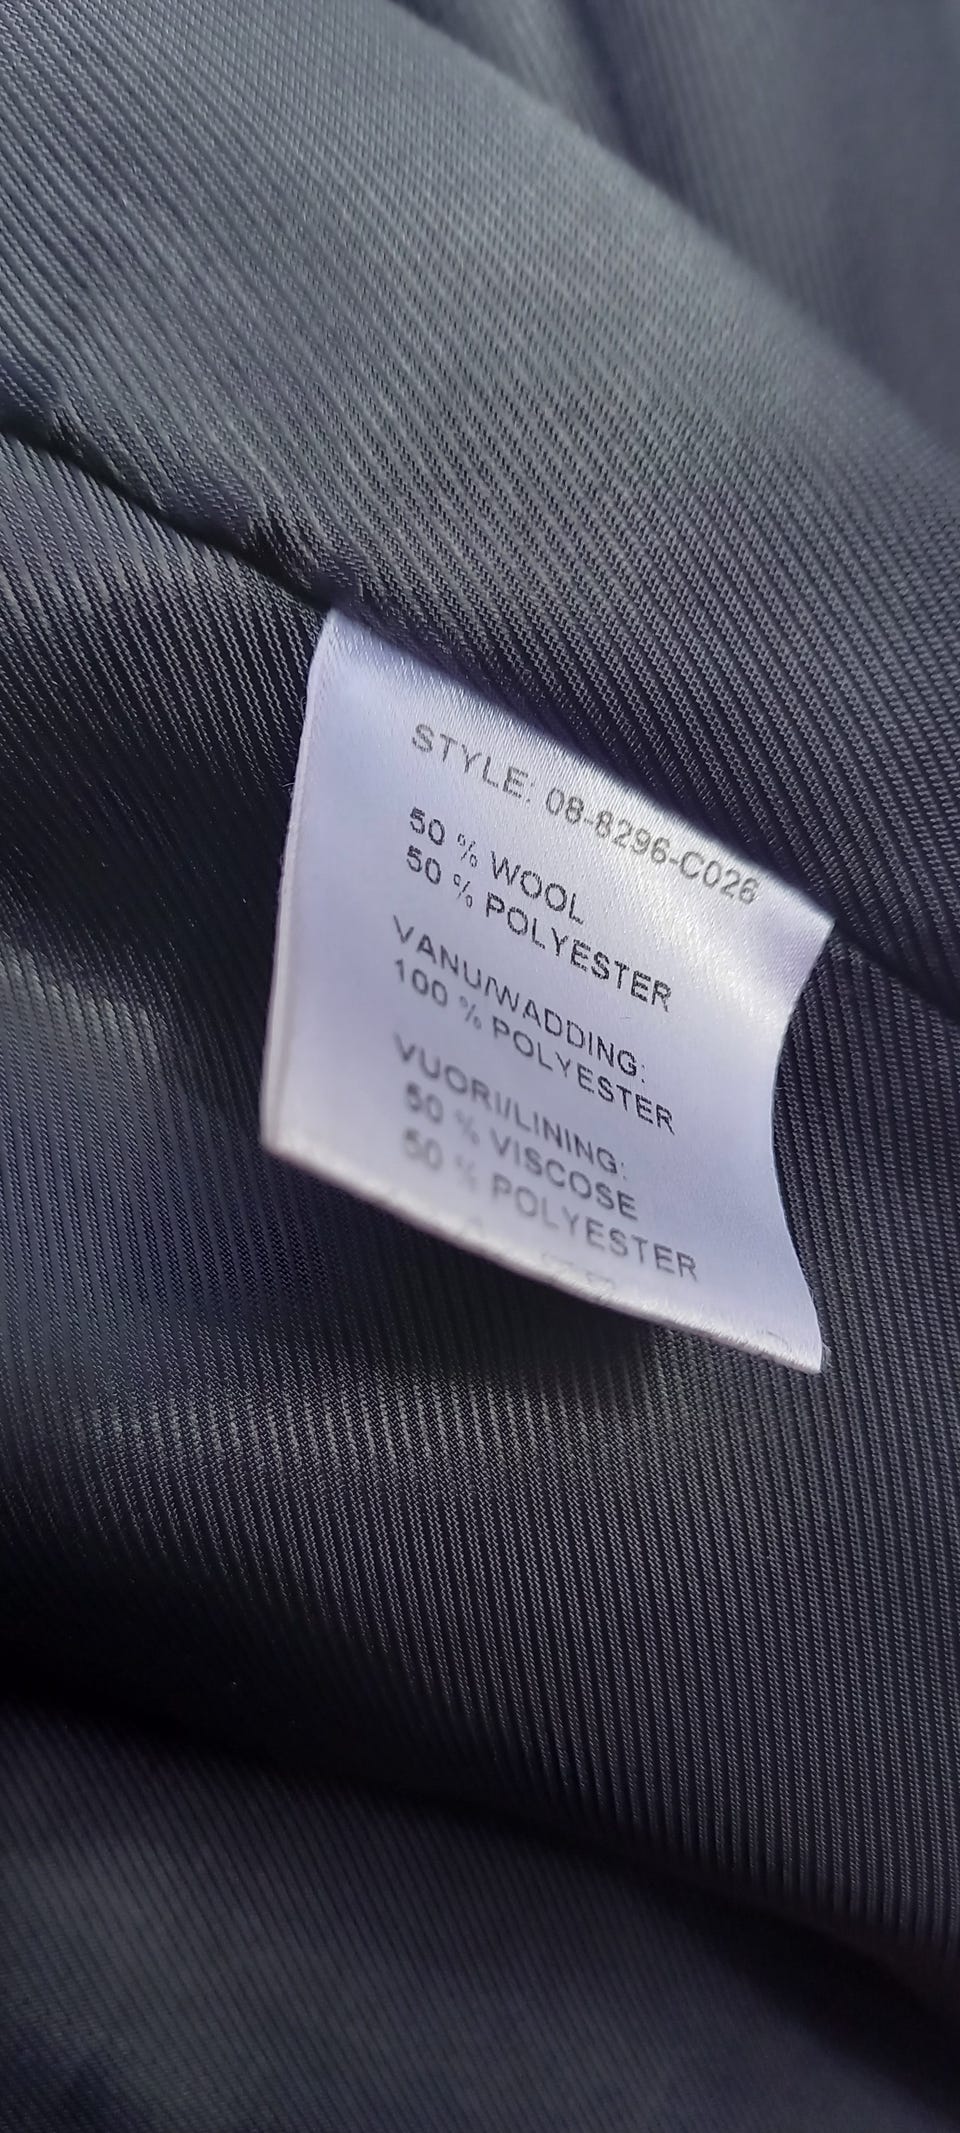 STYLE: 08-8296-C026
50 % WOOL
50 % POLYESTER
VANU/WADDING:
100 % POLYESTER
VUORI/LINING:
50 % VISCOSE
50 % POLYESTER